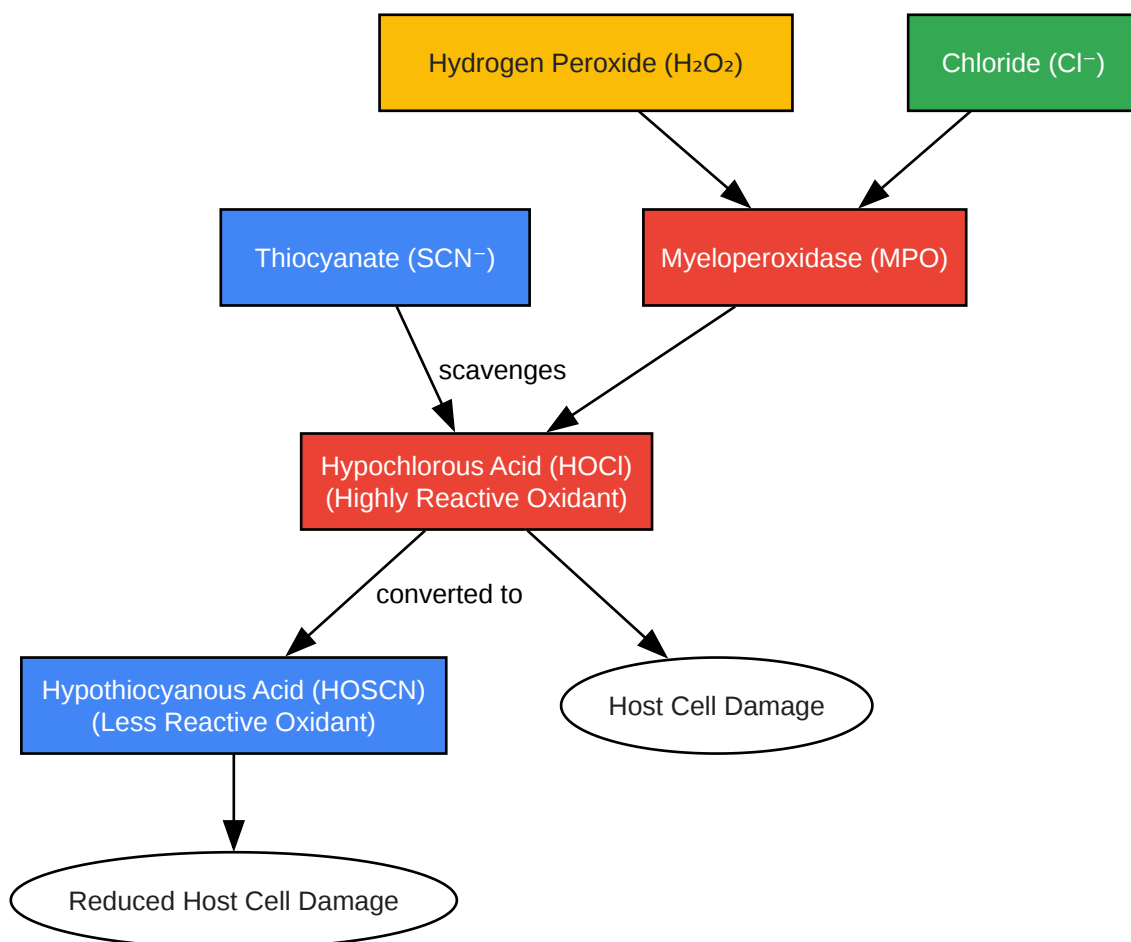 Hydrogen Peroxide (H₂O₂)
Chloride (Cl⁻)
Thiocyanate (SCN⁻)
Myeloperoxidase (MPO)
scavenges
Hypochlorous Acid (HOCl)
(Highly Reactive Oxidant)
converted to
Hypothiocyanous Acid (HOSCN)
(Less Reactive Oxidant)
Host Cell Damage
Reduced Host Cell Damage